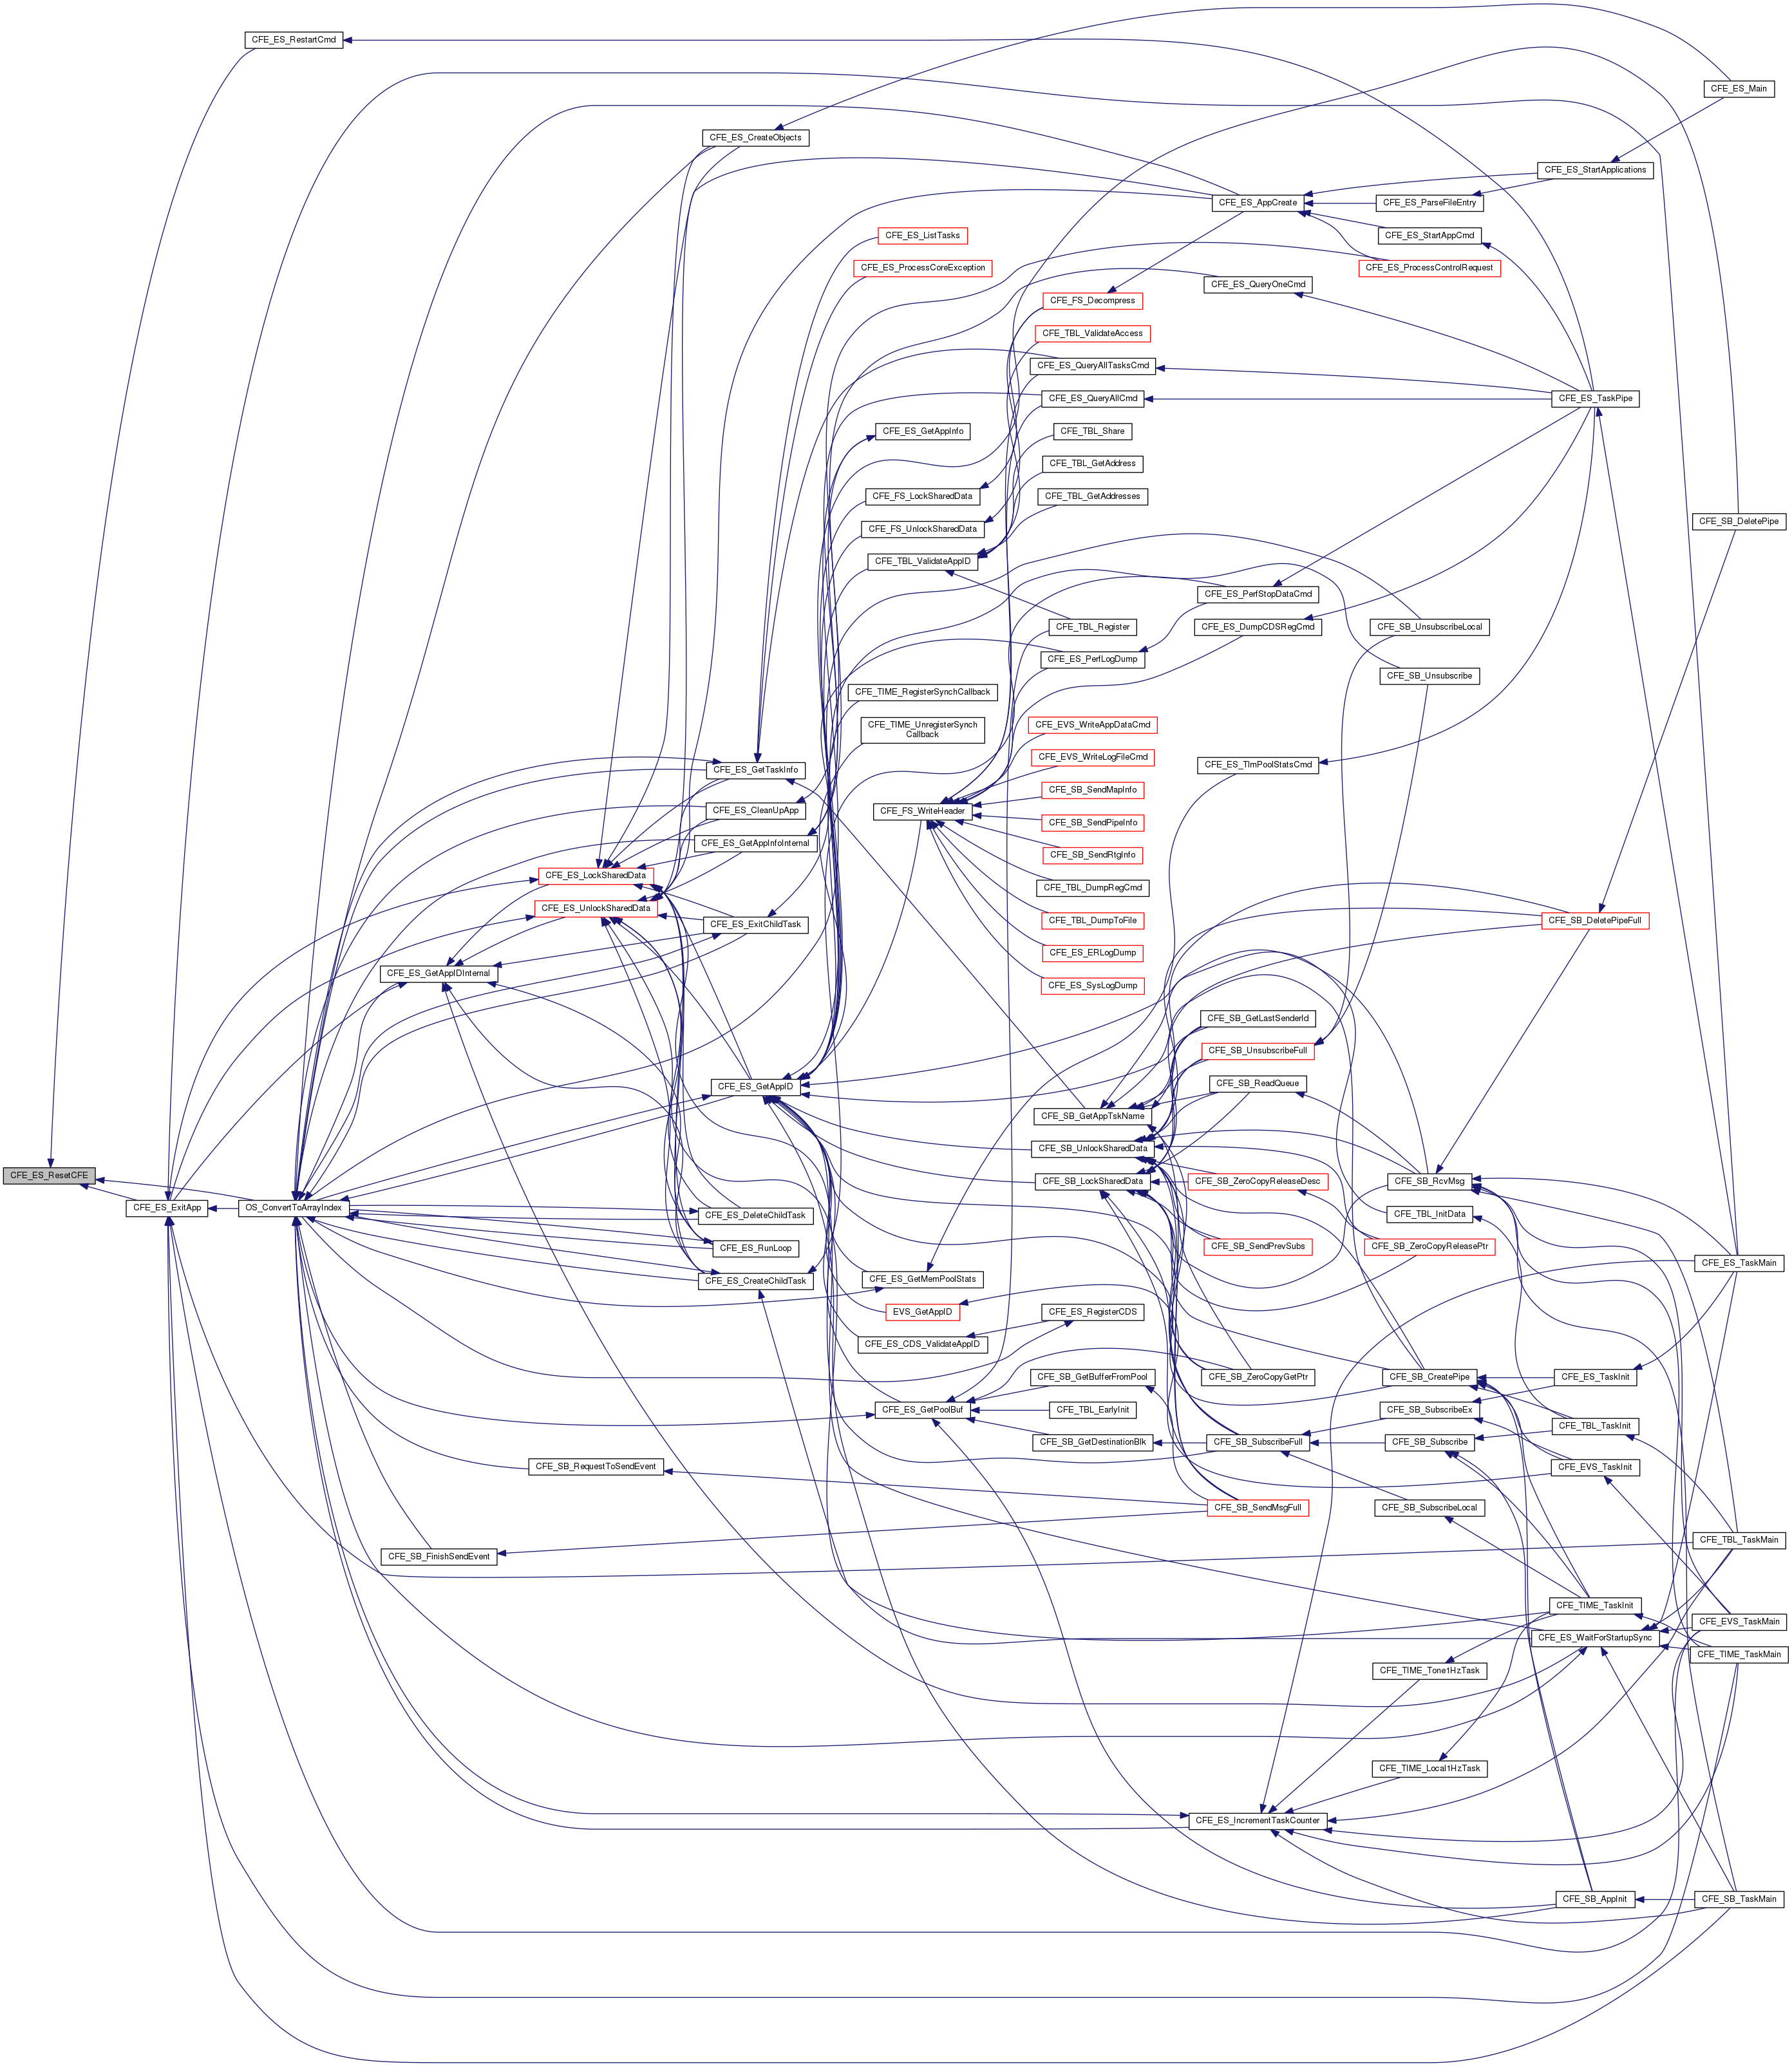 CFE_ES_RestartCmd
CFE_ES_Main
CFE_ES_CreateObjects
CFE_ES_StartApplications
CFE_ES_AppCreate
CFE_ES_ParseFileEntry
CFE_ES_ListTasks
CFE_ES_StartAppCmd
CFE_ES_ProcessCoreException
CFE_ES_ProcessControlRequest
CFE_ES_QueryOneCmd
CFE_FS_Decompress
CFE_TBL_ValidateAccess
CFE_ES_QueryAllTasksCmd
CFE_ES_QueryAllCmd
CFE_ES_TaskPipe
CFE_ES_GetAppInfo
CFE_TBL_Share
CFE_TBL_GetAddress
CFE_FS_LockSharedData
CFE_TBL_GetAddresses
CFE_SB_DeletePipe
CFE_FS_UnlockSharedData
CFE_TBL_ValidateAppID
CFE_ES_PerfStopDataCmd
CFE_TBL_Register
CFE_ES_DumpCDSRegCmd
CFE_SB_UnsubscribeLocal
CFE_ES_PerfLogDump
CFE_SB_Unsubscribe
CFE_TIME_RegisterSynchCallback
CFE_TIME_UnregisterSynch
Callback
CFE_EVS_WriteAppDataCmd
CFE_EVS_WriteLogFileCmd
CFE_ES_TlmPoolStatsCmd
CFE_ES_GetTaskInfo
CFE_SB_SendMapInfo
CFE_ES_CleanUpApp
CFE_FS_WriteHeader
CFE_SB_SendPipeInfo
CFE_ES_GetAppInfoInternal
CFE_SB_SendRtgInfo
CFE_ES_LockSharedData
CFE_TBL_DumpRegCmd
CFE_ES_UnlockSharedData
CFE_TBL_DumpToFile
CFE_SB_DeletePipeFull
CFE_ES_ExitChildTask
CFE_ES_ERLogDump
CFE_ES_GetAppIDInternal
CFE_ES_SysLogDump
CFE_SB_GetLastSenderId
CFE_SB_UnsubscribeFull
CFE_ES_GetAppID
CFE_SB_ReadQueue
CFE_SB_GetAppTskName
CFE_SB_UnlockSharedData
CFE_ES_ResetCFE
CFE_SB_LockSharedData
CFE_SB_ZeroCopyReleaseDesc
CFE_SB_RcvMsg
CFE_ES_ExitApp
OS_ConvertToArrayIndex
CFE_ES_DeleteChildTask
CFE_TBL_InitData
CFE_ES_RunLoop
CFE_SB_SendPrevSubs
CFE_SB_ZeroCopyReleasePtr
CFE_ES_TaskMain
CFE_ES_CreateChildTask
CFE_ES_GetMemPoolStats
EVS_GetAppID
CFE_ES_RegisterCDS
CFE_ES_CDS_ValidateAppID
CFE_SB_GetBufferFromPool
CFE_SB_ZeroCopyGetPtr
CFE_SB_CreatePipe
CFE_ES_TaskInit
CFE_ES_GetPoolBuf
CFE_TBL_EarlyInit
CFE_SB_SubscribeEx
CFE_TBL_TaskInit
CFE_SB_GetDestinationBlk
CFE_SB_SubscribeFull
CFE_SB_Subscribe
CFE_SB_RequestToSendEvent
CFE_EVS_TaskInit
CFE_SB_SendMsgFull
CFE_SB_SubscribeLocal
CFE_TBL_TaskMain
CFE_SB_FinishSendEvent
CFE_TIME_TaskInit
CFE_EVS_TaskMain
CFE_ES_WaitForStartupSync
CFE_TIME_TaskMain
CFE_TIME_Tone1HzTask
CFE_TIME_Local1HzTask
CFE_ES_IncrementTaskCounter
CFE_SB_AppInit
CFE_SB_TaskMain